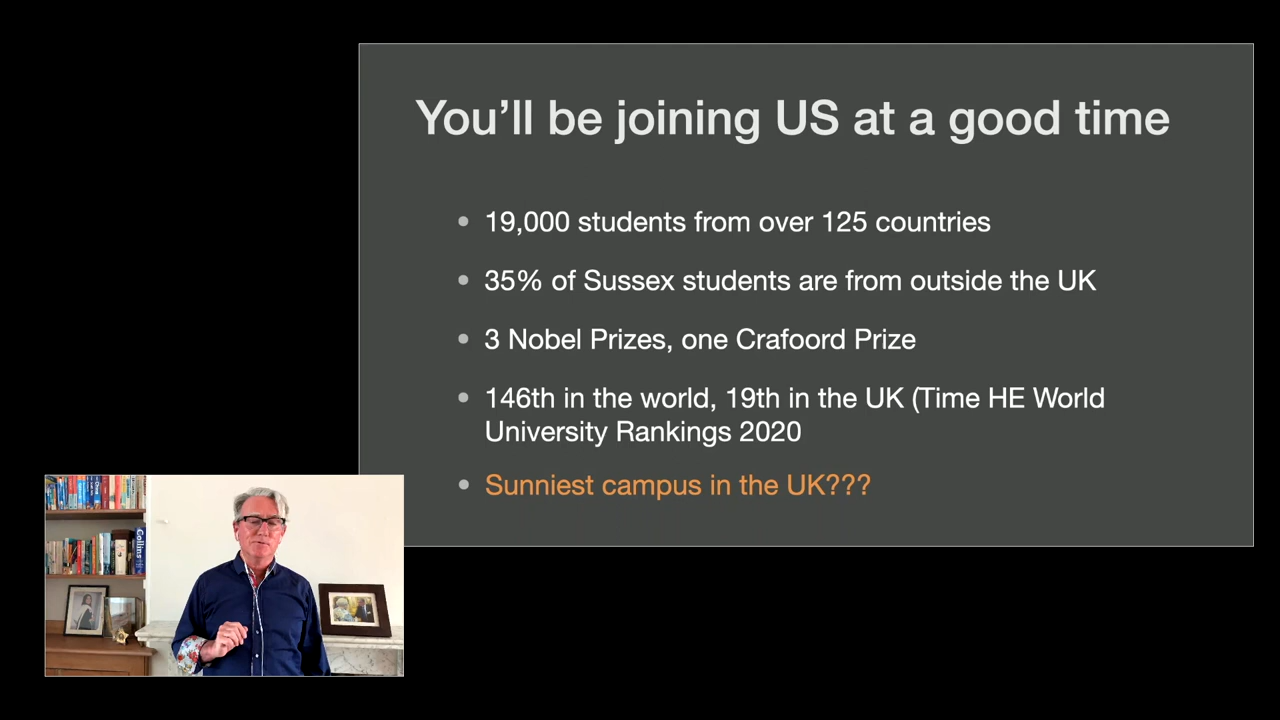 You'll be joining US at a good time
19,000 students from over 125 countries
35% of Sussex students are from outside the UK
3 Nobel Prizes, one Crafoord Prize
146th in the world, 19th in the UK (Time HE World
University Rankings 2020
Sunniest campus in the UK???
Collins